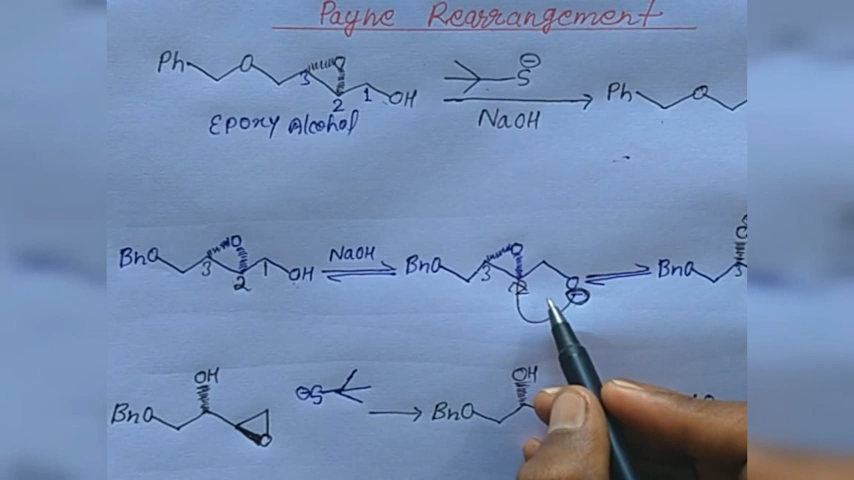 Payne Rearrangement
Ph O 3 O 2 1 OH S⊖ Ph O
EPOXY Alcohol NaOH
BnO 3 O 2 1 OH NaOH BnO 3 O 2 O⊖ BnO 3 O
BnO OH O ⊖S BnO OH